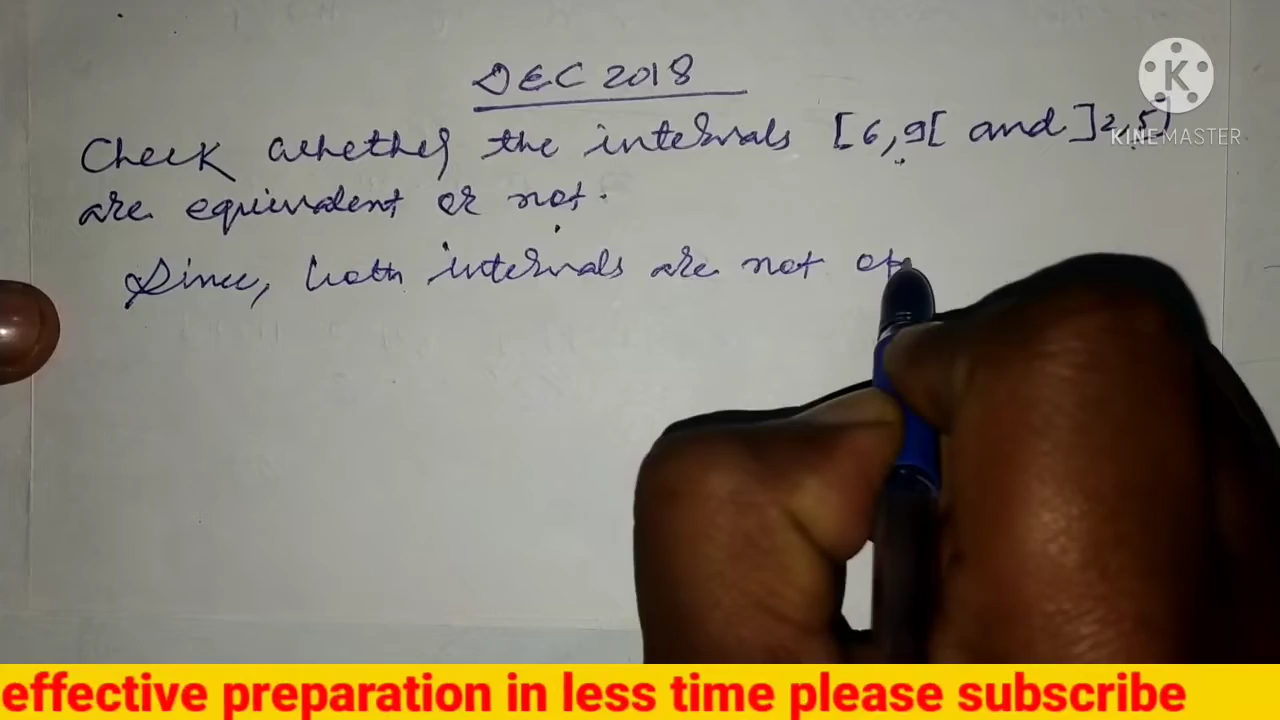 DEC 2018
K
Check whether the intervals [6,9[ and ]2,5]
KINEMASTER
are equivalent or not.
Since, both intervals are not op
effective preparation in less time please subscribe